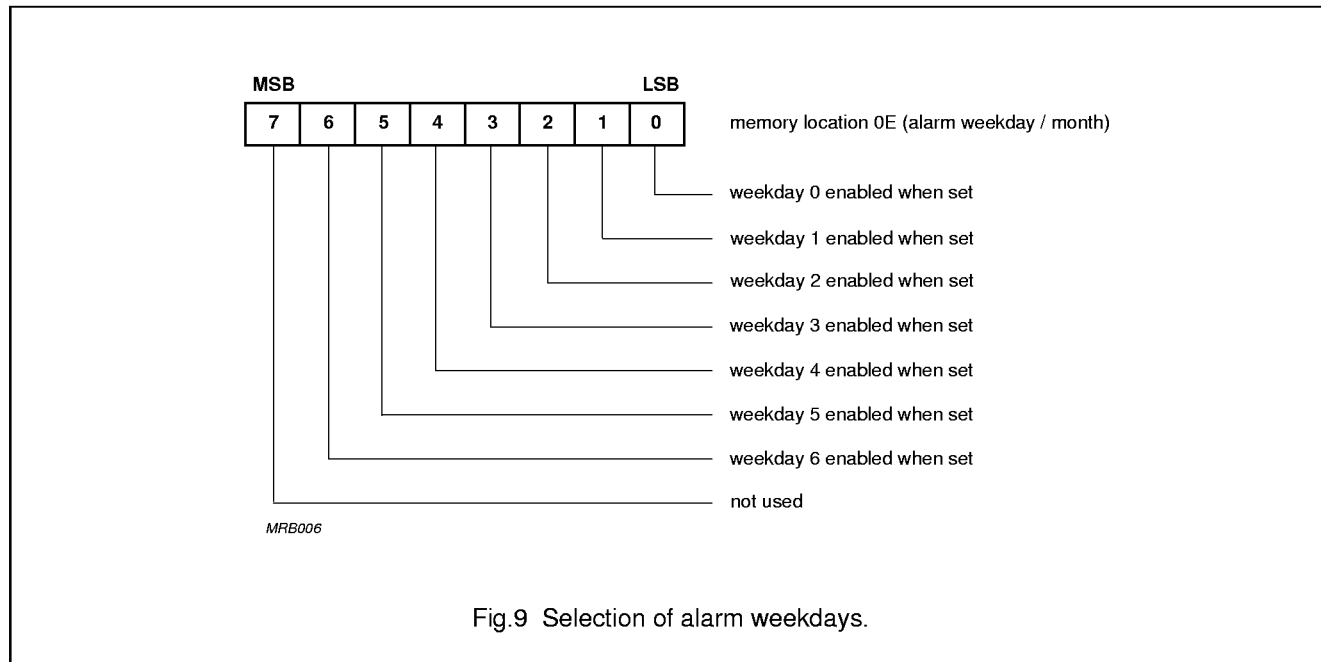 MSB LSB
7 6 5 4 3 2 1 0 memory location 0E (alarm weekday / month)
weekday 0 enabled when set
weekday 1 enabled when set
weekday 2 enabled when set
weekday 3 enabled when set
weekday 4 enabled when set
weekday 5 enabled when set
weekday 6 enabled when set
not used
MRB006
Fig.9 Selection of alarm weekdays.